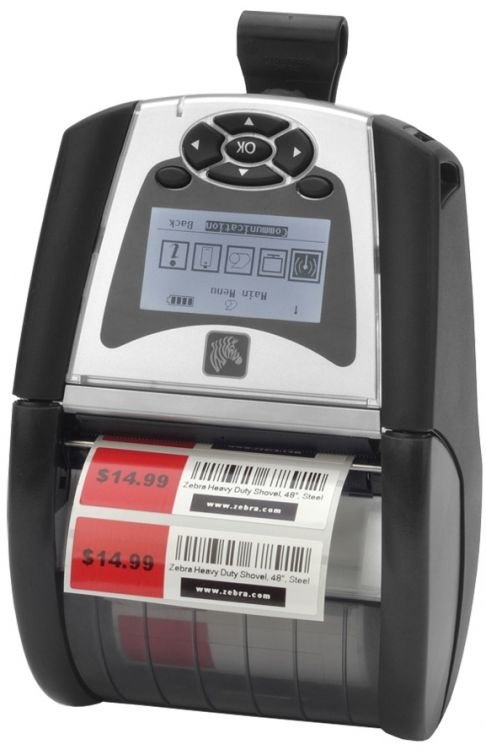 OK
Back
Communication
Main Menu
$14.99
Zebra Heavy Duty Shovel, 48", Steel
www.zebra.com
$14.99
Zebra Heavy Duty Shovel, 48", Steel
www.zebra.com